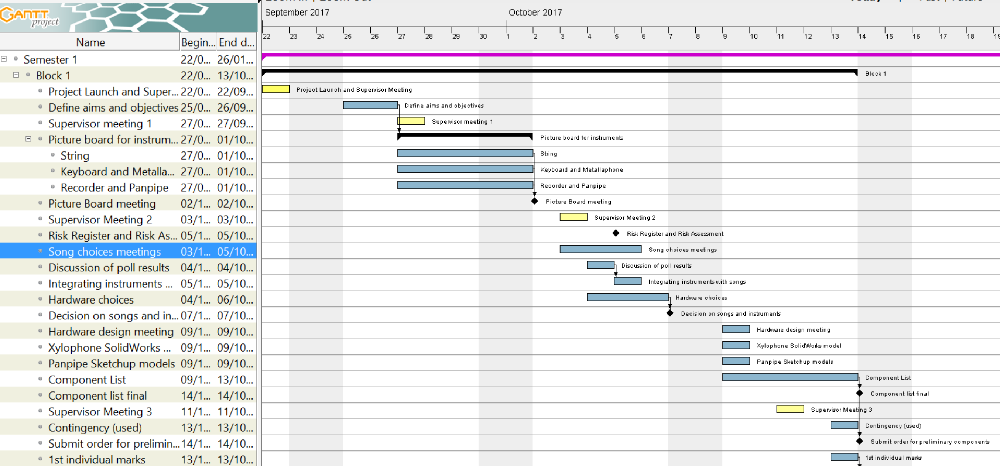 GANTT
project
September 2017
October 2017
22 23 24 25 26 27 28 29 30 1 2 3 4 5 6 7 8 9 10 11 12 13 14 15 16 17 18 19
Name Begin... End d...
Semester 1 22/0... 26/01...
Block 1 22/0... 13/10... Block 1
Project Launch and Super... 22/0... 22/09... Project Launch and Supervisor Meeting
Define aims and objectives 25/0... 26/09... Define aims and objectives
Supervisor meeting 1 27/0... 27/09... Supervisor meeting 1
Picture board for instrum... 27/0... 01/10... Picture board for instruments
String 27/0... 01/10... String
Keyboard and Metalla... 27/0... 01/10... Keyboard and Metallaphone
Recorder and Panpipe 27/0... 01/10... Recorder and Panpipe
Picture Board meeting 02/1... 02/10... Picture Board meeting
Supervisor Meeting 2 03/1... 03/10... Supervisor Meeting 2
Risk Register and Risk As... 05/1... 05/10... Risk Register and Risk Assessment
Song choices meetings 03/1... 05/10... Song choices meetings
Discussion of poll results 04/1... 04/10... Discussion of poll results
Integrating instruments ... 05/1... 05/10... Integrating instruments with songs
Hardware choices 04/1... 06/10... Hardware choices
Decision on songs and in... 07/1... 07/10... Decision on songs and instruments
Hardware design meeting 09/1... 09/10... Hardware design meeting
Xylophone SolidWorks ... 09/1... 09/10... Xylophone SolidWorks model
Panpipe Sketchup models 09/1... 09/10... Panpipe Sketchup models
Component List 09/1... 13/10... Component List
Component list final 14/1... 14/10... Component list final
Supervisor Meeting 3 11/1... 11/10... Supervisor Meeting 3
Contingency (used) 13/1... 13/10... Contingency (used)
Submit order for prelimin... 14/1... 14/10... Submit order for preliminary components
1st individual marks 13/1... 13/10... 1st individual marks